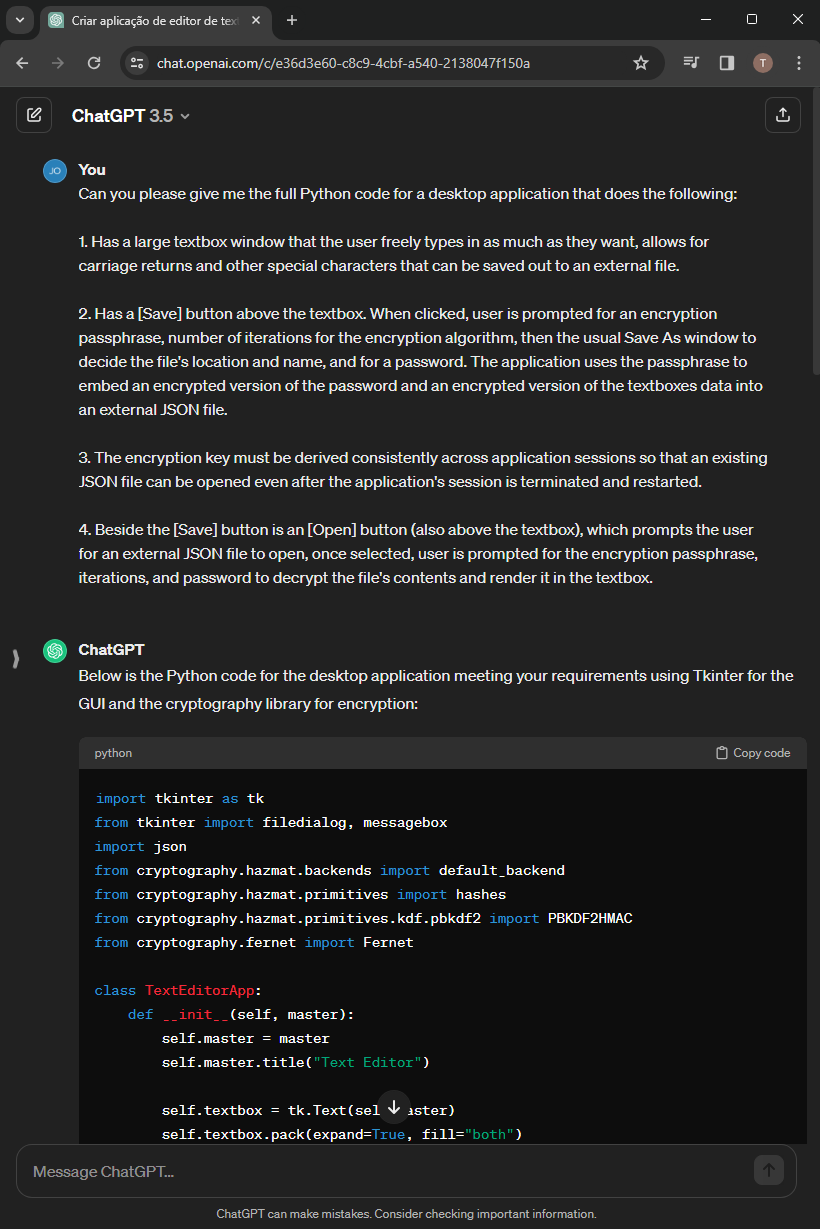 Criar aplicação de editor de tex
chat.openai.com/c/e36d3e60-c8c9-4cbf-a540-2138047f150a
T
ChatGPT 3.5
JO
You
Can you please give me the full Python code for a desktop application that does the following:
1. Has a large textbox window that the user freely types in as much as they want, allows for
carriage returns and other special characters that can be saved out to an external file.
2. Has a [Save] button above the textbox. When clicked, user is prompted for an encryption
passphrase, number of iterations for the encryption algorithm, then the usual Save As window to
decide the file's location and name, and for a password. The application uses the passphrase to
embed an encrypted version of the password and an encrypted version of the textboxes data into
an external JSON file.
3. The encryption key must be derived consistently across application sessions so that an existing
JSON file can be opened even after the application's session is terminated and restarted.
4. Beside the [Save] button is an [Open] button (also above the textbox), which prompts the user
for an external JSON file to open, once selected, user is prompted for the encryption passphrase,
iterations, and password to decrypt the file's contents and render it in the textbox.
ChatGPT
Below is the Python code for the desktop application meeting your requirements using Tkinter for the
GUI and the cryptography library for encryption:
python
Copy code
import tkinter as tk
from tkinter import filedialog, messagebox
import json
from cryptography.hazmat.backends import default_backend
from cryptography.hazmat.primitives import hashes
from cryptography.hazmat.primitives.kdf.pbkdf2 import PBKDF2HMAC
from cryptography.fernet import Fernet
class TextEditorApp:
def __init__(self, master):
self.master = master
self.master.title("Text Editor")
self.textbox = tk.Text(sel aster)
self.textbox.pack(expand=True, fill="both")
Message ChatGPT...
ChatGPT can make mistakes. Consider checking important information.